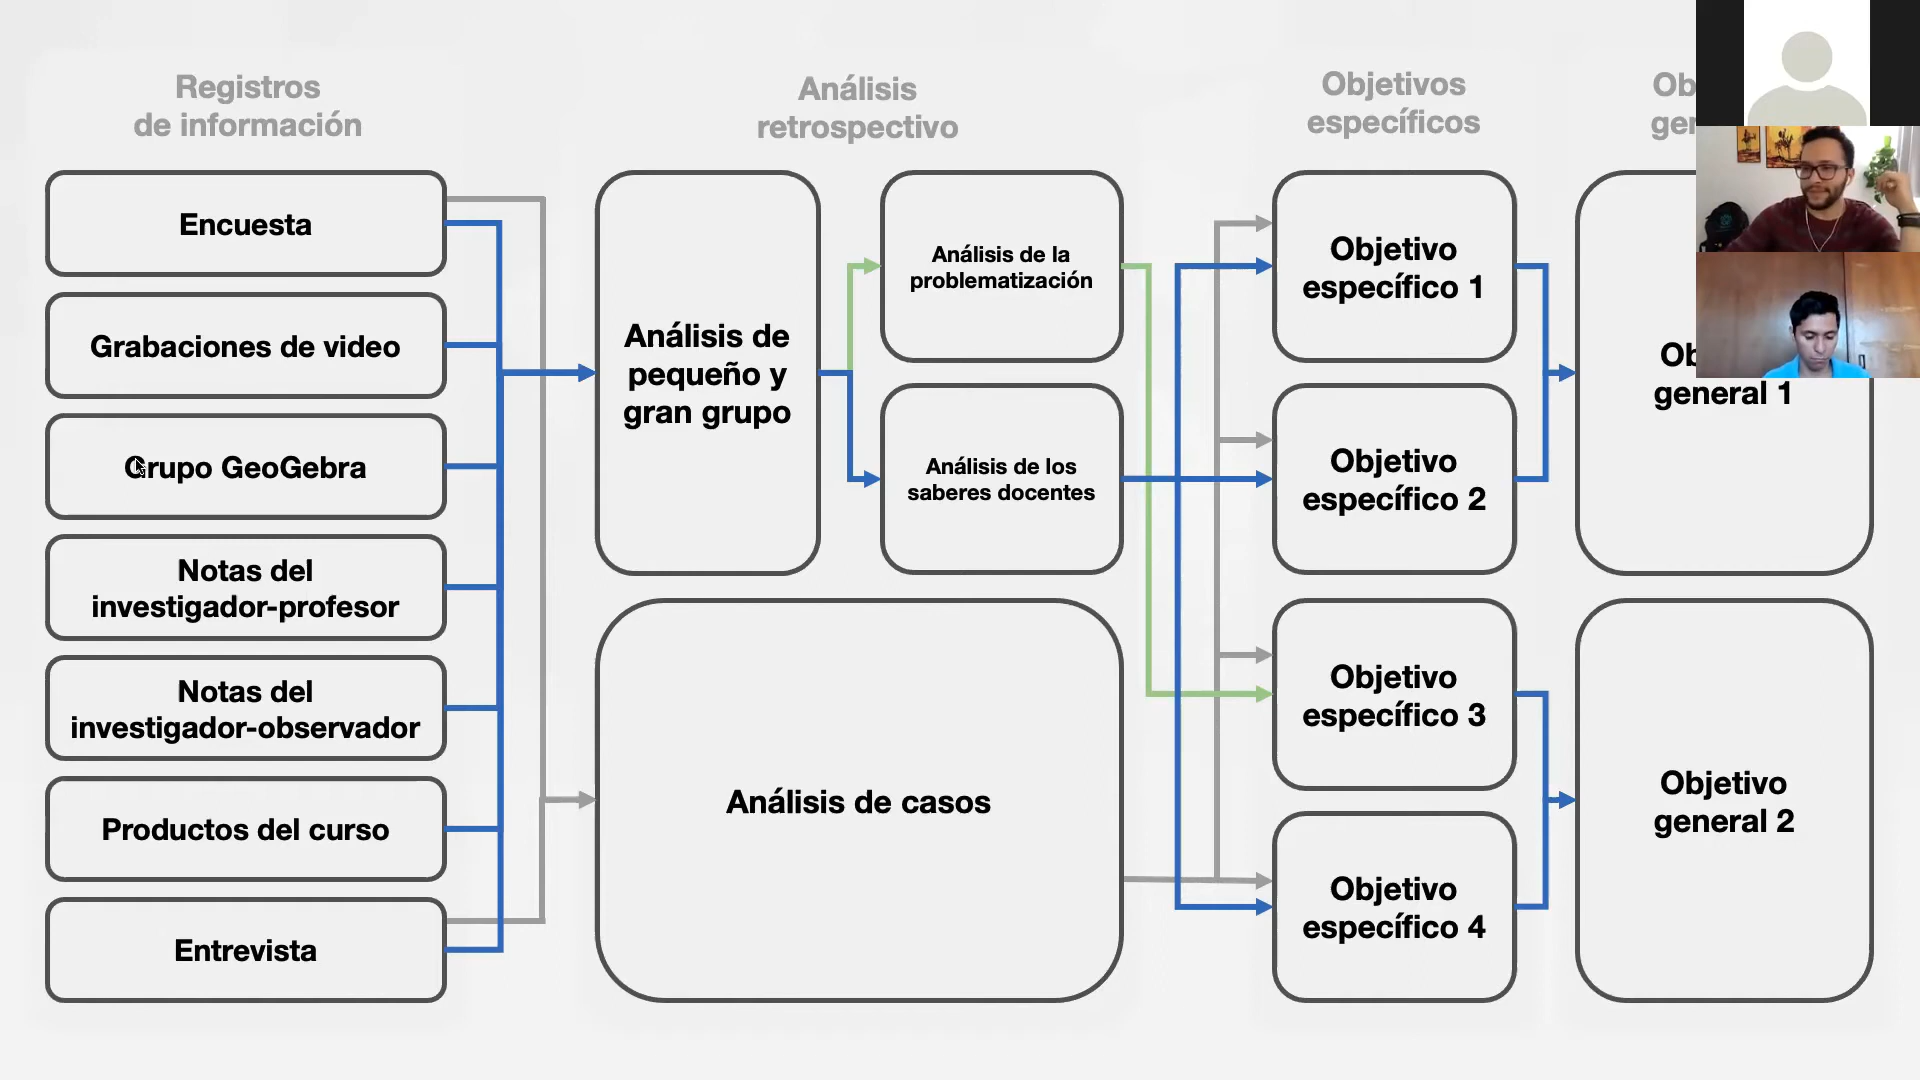 Registros
de información
Encuesta
Grabaciones de video
Grupo GeoGebra
Notas del
investigador-profesor
Notas del
investigador-observador
Productos del curso
Entrevista
Análisis
retrospectivo
Análisis de
pequeño y
gran grupo
Análisis de la
problematización
Análisis de los
saberes docentes
Análisis de casos
Objetivos
específicos
Objetivo
específico 1
Objetivo
específico 2
Objetivo
específico 3
Objetivo
específico 4
general 1
Objetivo
general 2